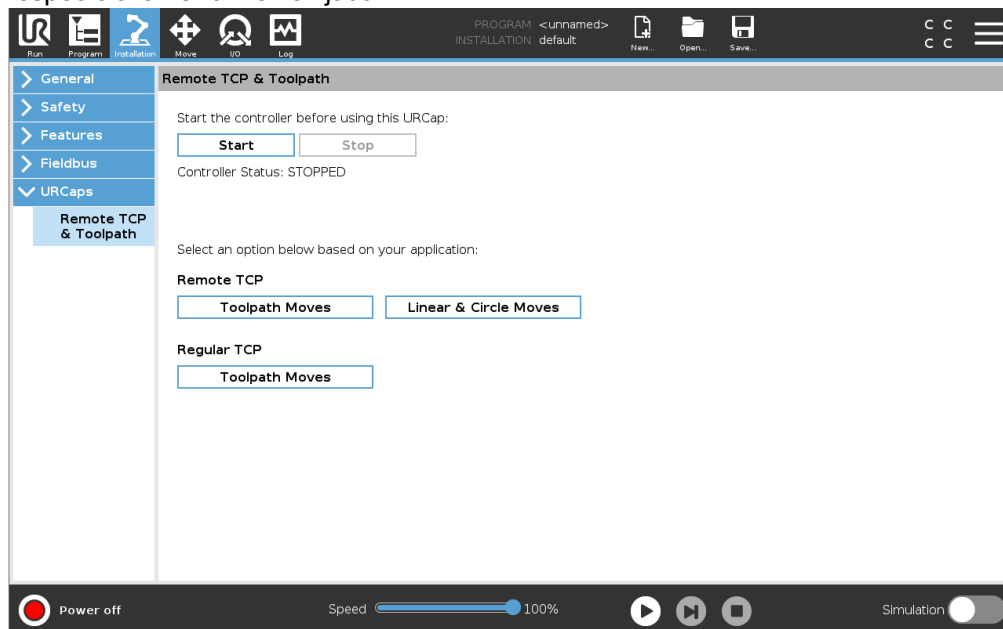 PROGRAM <unnamed>
INSTALLATION default
C C
C C
Run Program Installation Move I/O Log New... Open... Save...
General
Safety
Features
Fieldbus
URCaps
Remote TCP
& Toolpath
Remote TCP & Toolpath
Start the controller before using this URCap:
Start Stop
Controller Status: STOPPED
Select an option below based on your application:
Remote TCP
Toolpath Moves Linear & Circle Moves
Regular TCP
Toolpath Moves
Power off Speed 100% Simulation